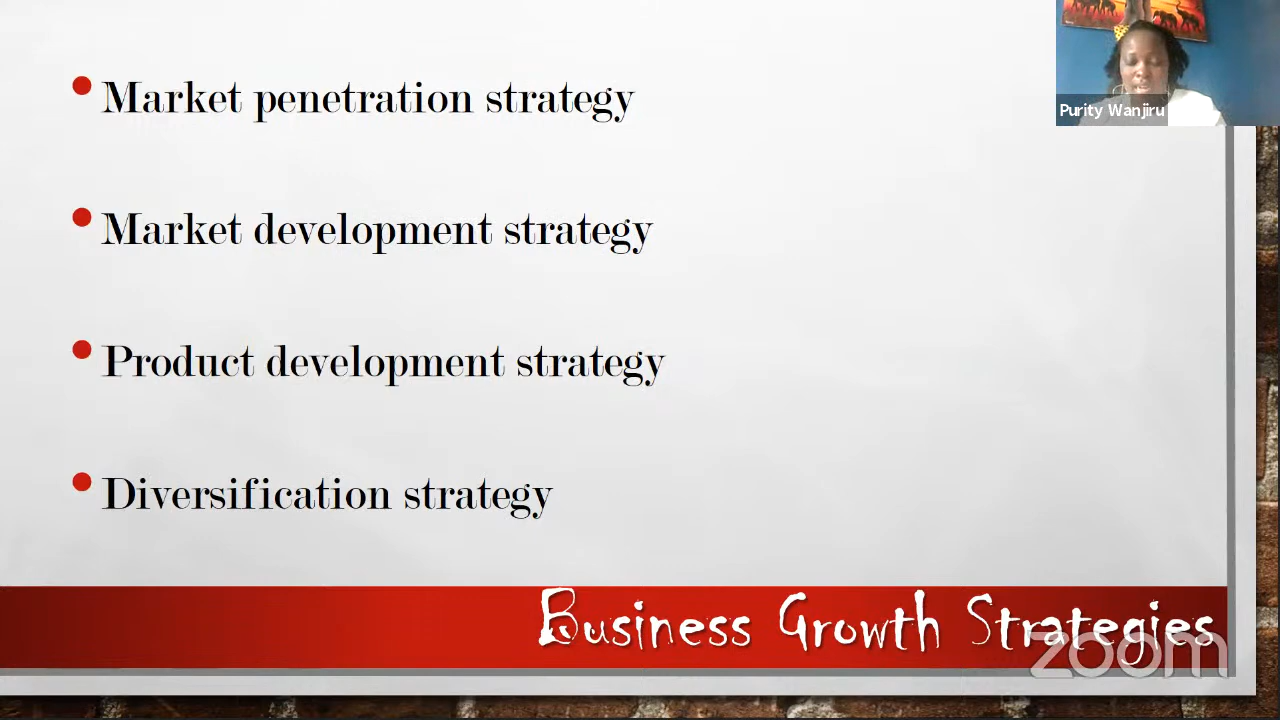 Market penetration strategy
Purity Wanjiru
Market development strategy
Product development strategy
Diversification strategy
Business Growth Strategies
zoom